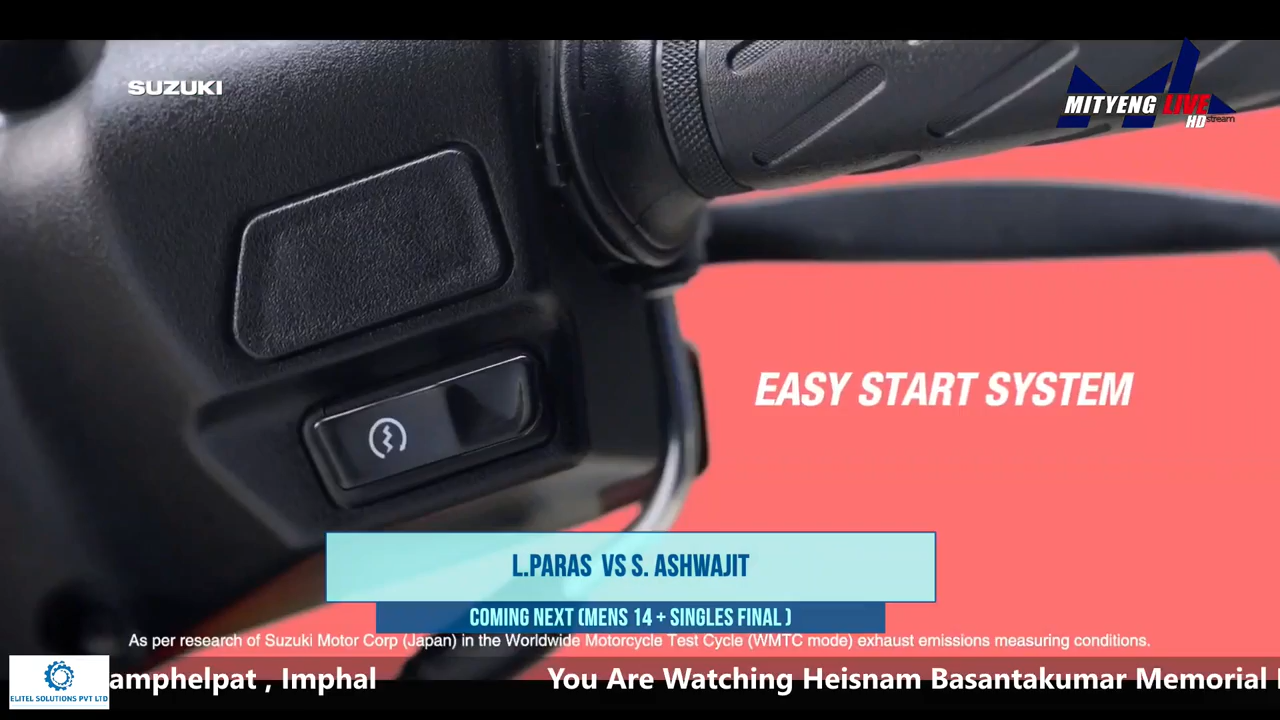 SUZUKI
MITYENG LIVE
HD stream
EASY START SYSTEM
L.PARAS VS S. ASHWAJIT
COMING NEXT (MENS 14 + SINGLES FINAL )
As per research of Suzuki Motor Corp (Japan) in the Worldwide Motorcycle Test Cycle (WMTC mode) exhaust emissions measuring conditions.
amphelpat , Imphal You Are Watching Heisnam Basantakumar Memorial
ELITEL SOLUTIONS PVT LTD